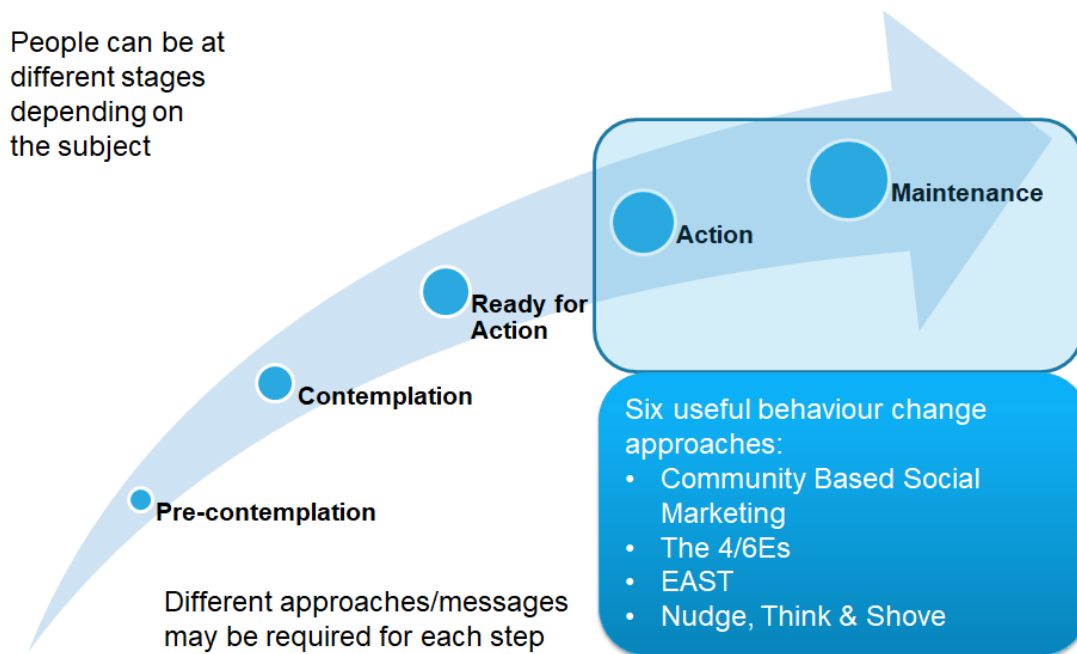 People can be at
different stages
depending on
the subject
Maintenance
Action
Ready for
Action
Contemplation
Pre-contemplation
Six useful behaviour change
approaches:
• Community Based Social
Marketing
• The 4/6Es
• EAST
• Nudge, Think & Shove
Different approaches/messages
may be required for each step